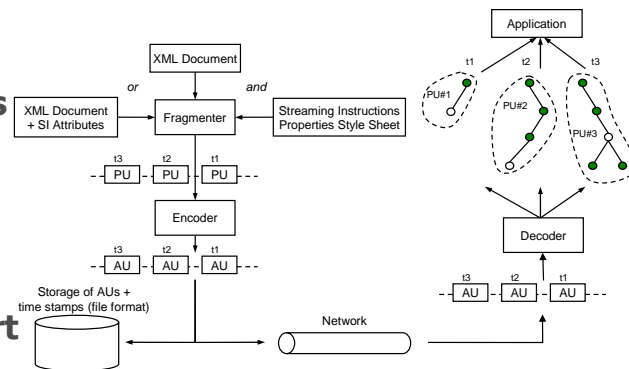 Application
XML Document
t1
t2
t3
or
and
PU#1
PU#2
PU#3
XML Document
+ SI Attributes
Fragmenter
Streaming Instructions
Properties Style Sheet
t3 t2 t1
PU PU PU
Encoder
Decoder
t3 t2 t1
AU AU AU
t3 t2 t1
AU AU AU
Storage of AUs +
time stamps (file format)
Network